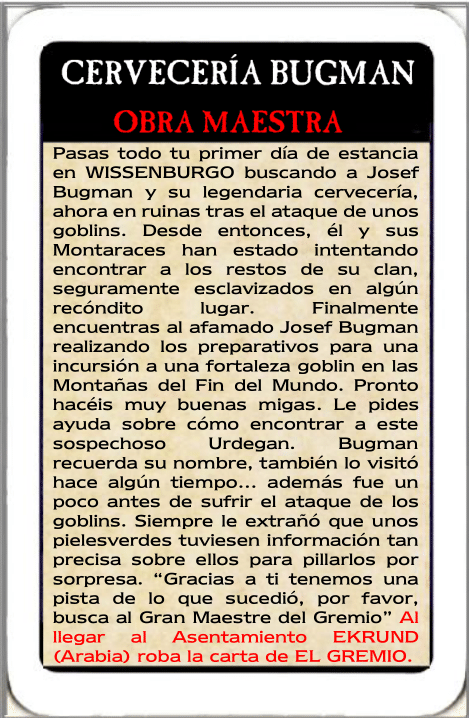 CERVECERÍA BUGMAN
OBRA MAESTRA
Pasas todo tu primer día de estancia
en WISSENBURGO buscando a Josef
Bugman y su legendaria cervecería,
ahora en ruinas tras el ataque de unos
goblins. Desde entonces, él y sus
Montaraces han estado intentando
encontrar a los restos de su clan,
seguramente esclavizados en algún
recóndito lugar. Finalmente
encuentras al afamado Josef Bugman
realizando los preparativos para una
incursión a una fortaleza goblin en las
Montañas del Fin del Mundo. Pronto
hacéis muy buenas migas. Le pides
ayuda sobre cómo encontrar a este
sospechoso Urdegan. Bugman
recuerda su nombre, también lo visitó
hace algún tiempo... además fue un
poco antes de sufrir el ataque de los
goblins. Siempre le extrañó que unos
pielesverdes tuviesen información tan
precisa sobre ellos para pillarlos por
sorpresa. “Gracias a ti tenemos una
pista de lo que sucedió, por favor,
busca al Gran Maestre del Gremio” Al
llegar al Asentamiento EKRUND
(Arabia) roba la carta de EL GREMIO.